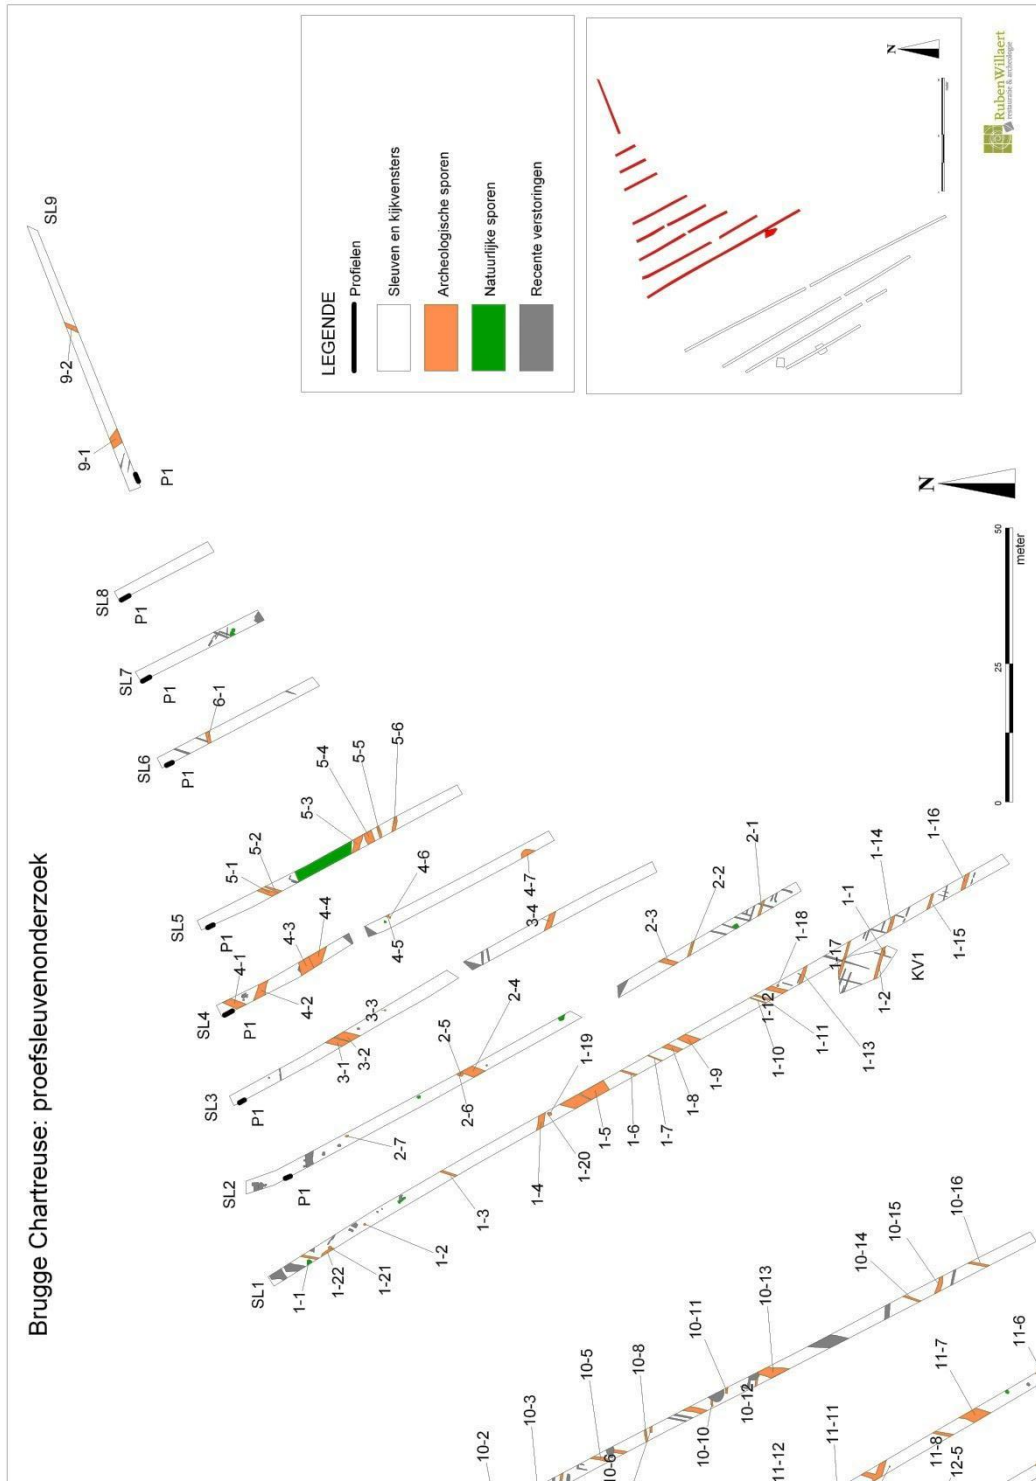 Brugge Chartreuse: proefsleuvenonderzoek
LEGENDE
Profielen
Sleuven en kijkvensters
Archeologische sporen
Natuurlijke sporen
Recente verstoringen
N
RubenWillaert
restauratie & archeologie
SL9
9-2
9-1
P1
SL8
P1
SL7
P1
SL6
P1
6-1
SL5
P1
5-1
5-2
5-3
5-4
5-5
5-6
SL4
P1
4-1
4-2
4-3
4-4
4-5
4-6
4-7
SL3
P1
3-1
3-2
3-3
3-4
SL2
P1
2-7
2-6
2-5
2-4
2-3
2-2
2-1
SL1
1-1
1-22
1-21
1-2
1-3
1-4
1-20
1-19
1-5
1-6
1-7
1-8
1-9
1-10
1-12
1-11
1-18
1-13
1-17
1-1
1-2
KV1
1-14
1-15
1-16
10-2
10-3
10-5
10-6
10-8
10-10
10-11
10-12
10-13
10-14
10-15
10-16
11-12
11-11
11-8
11-7
11-6
12-5
N
0
25
50
meter